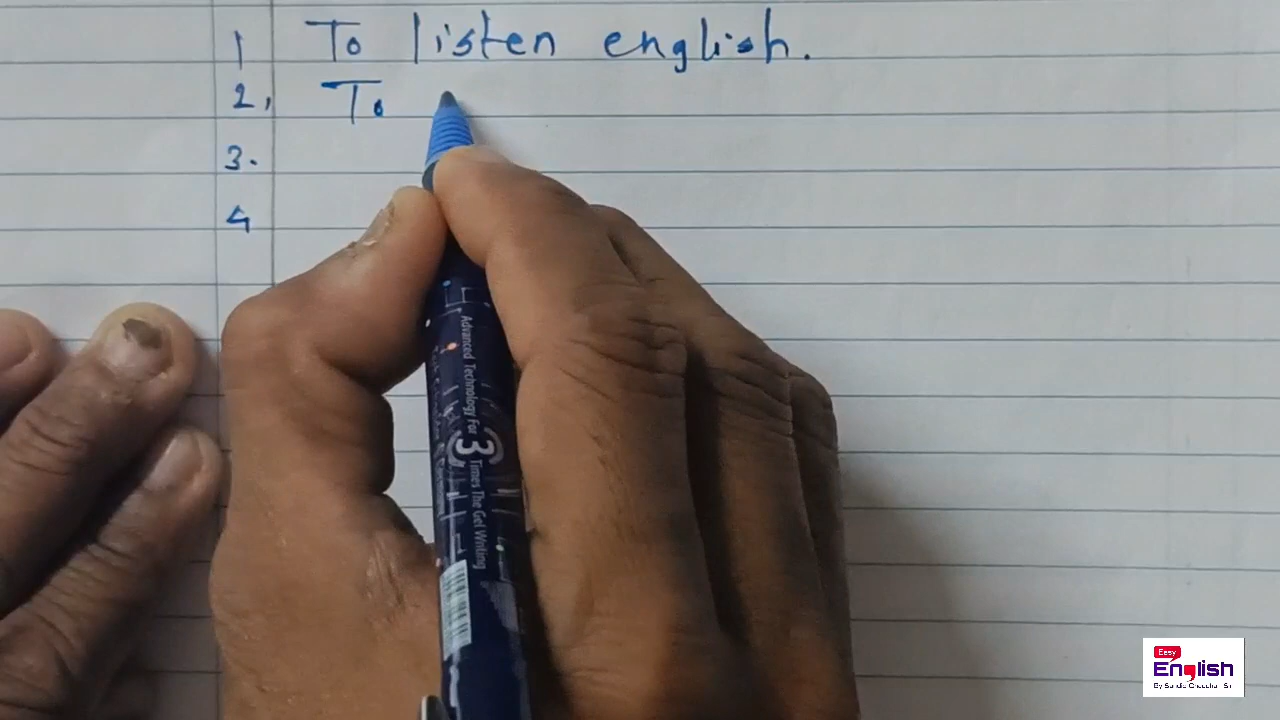 1 To listen english.
2, To
3.
4
Advanced Technology For 3 Times The Gel Writing
Easy
English